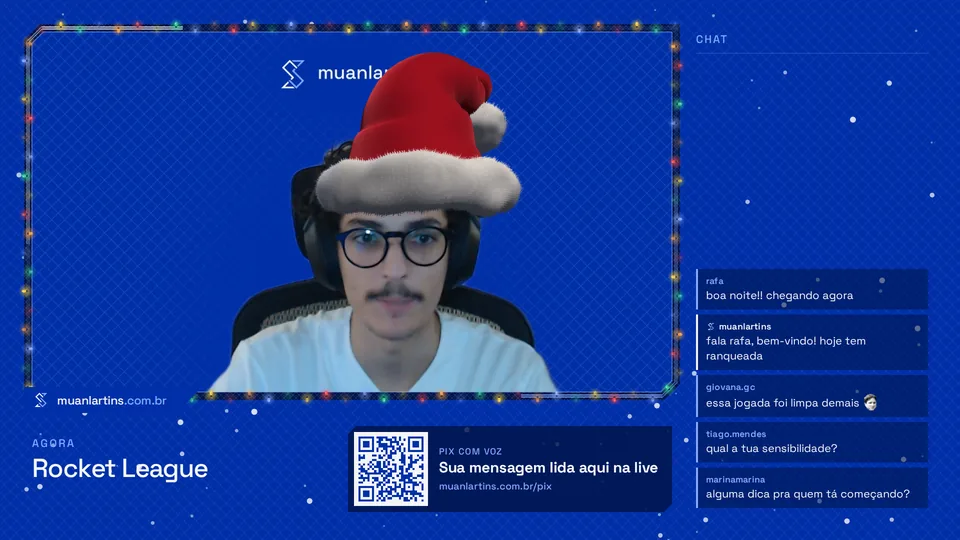 muanlar
CHAT
rafa
boa noite!! chegando agora
muanlartins
fala rafa, bem-vindo! hoje tem
ranqueada
giovana.gc
essa jogada foi limpa demais
tiago.mendes
qual a tua sensibilidade?
marinamarina
alguma dica pra quem tá começando?
muanlartins.com.br
AGORA
Rocket League
PIX COM VOZ
Sua mensagem lida aqui na live
muanlartins.com.br/pix